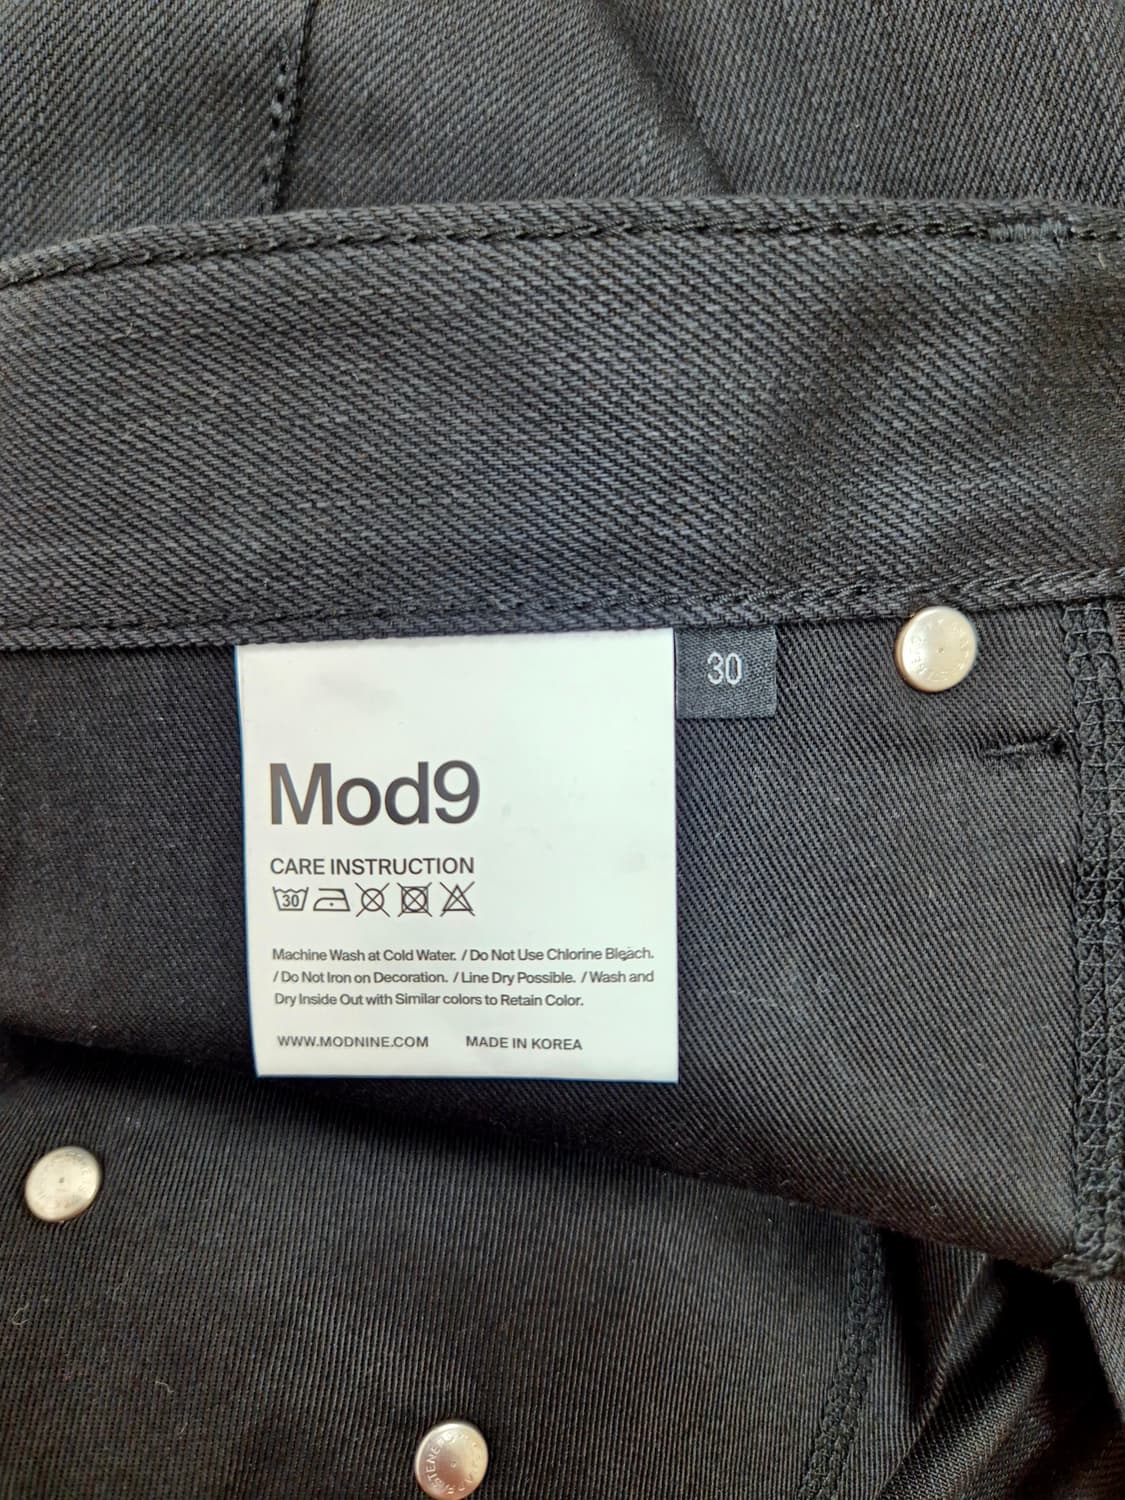 30
Mod9
CARE INSTRUCTION
30
Machine Wash at Cold Water. / Do Not Use Chlorine Bleach.
/ Do Not Iron on Decoration. / Line Dry Possible. / Wash and
Dry Inside Out with Similar colors to Retain Color.
WWW.MODNINE.COM MADE IN KOREA